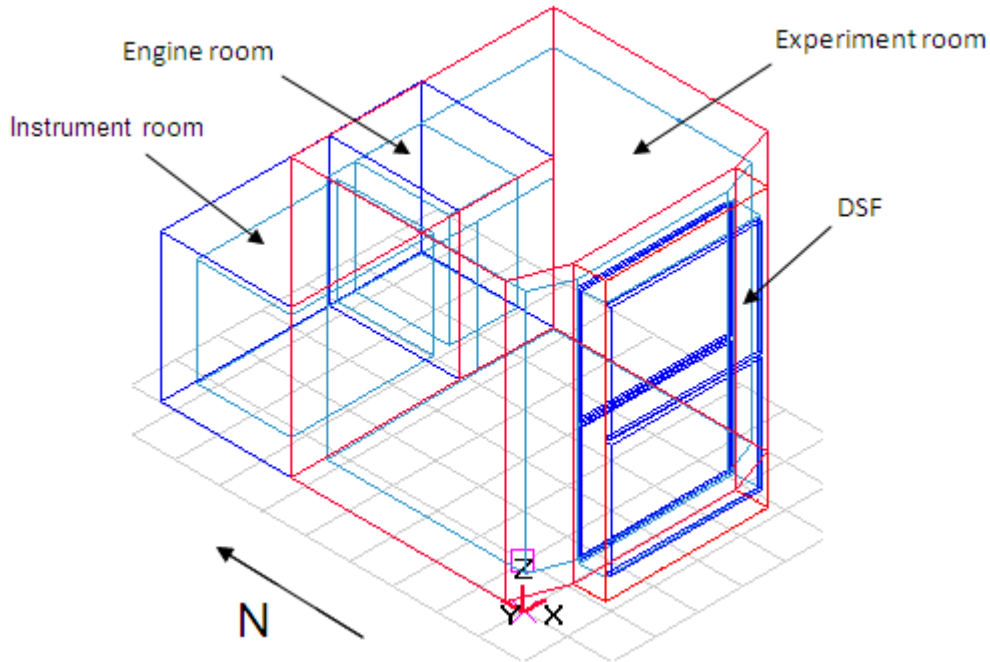 Engine room
Experiment room
Instrument room
DSF
N
Z
Y X